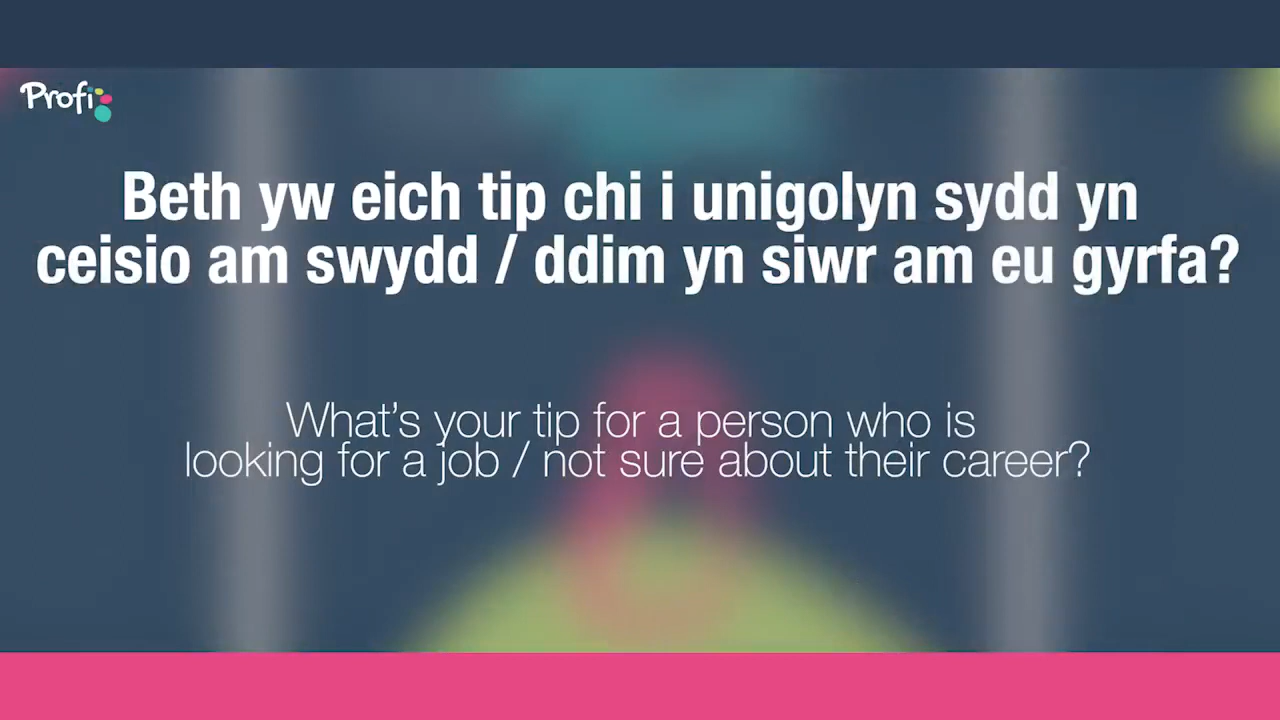 Profi
Beth yw eich tip chi i unigolyn sydd yn
ceisio am swydd / ddim yn siwr am eu gyrfa?
What's your tip for a person who is
looking for a job / not sure about their career?